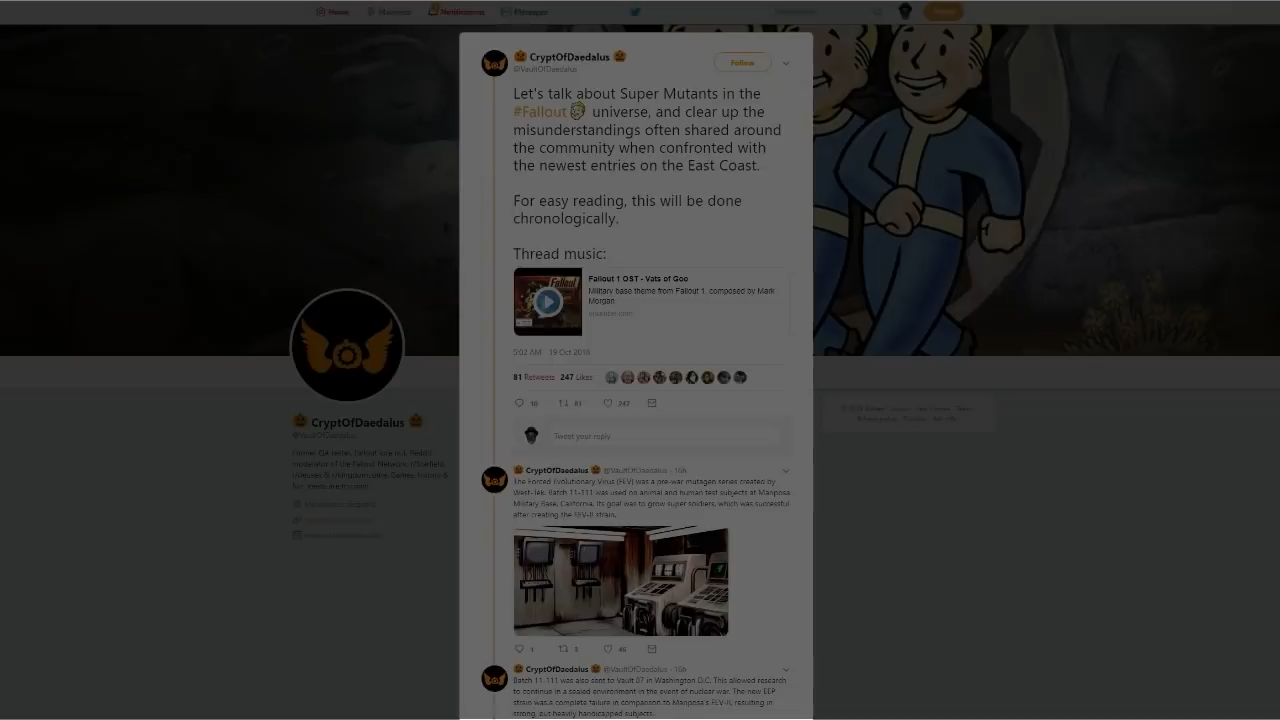 Home
Notifications
CryptOfDaedalus
@VaultOfDaedalus
Follow
Let's talk about Super Mutants in the
#Fallout universe, and clear up the
misunderstandings often shared around
the community when confronted with
the newest entries on the East Coast.
For easy reading, this will be done
chronologically.
Thread music:
Fallout 1 OST - Vats of Goo
Military base theme from Fallout 1, composed by Mark
Morgan
youtube.com
5:02 AM - 19 Oct 2018
81 Retweets 247 Likes
10 81 247
Tweet your reply
CryptOfDaedalus @VaultOfDaedalus · 16h
The Forced Evolutionary Virus (FEV) was a pre-war mutagen series created by
West-Tek. Batch 11-111 was used on animal and human test subjects at Mariposa
Military Base, California. Its goal was to grow super soldiers, which was successful
after creating the FEV-II strain.
1 3 46
CryptOfDaedalus @VaultOfDaedalus · 16h
Batch 11-111 was also sent to Vault 87 in Washington D.C. This allowed research
to continue in a sealed environment in the event of nuclear war. The new EEP
strain was a complete failure in comparison to Mariposa's FEV-II, resulting in
strong, but heavily handicapped subjects.
CryptOfDaedalus
@VaultOfDaedalus